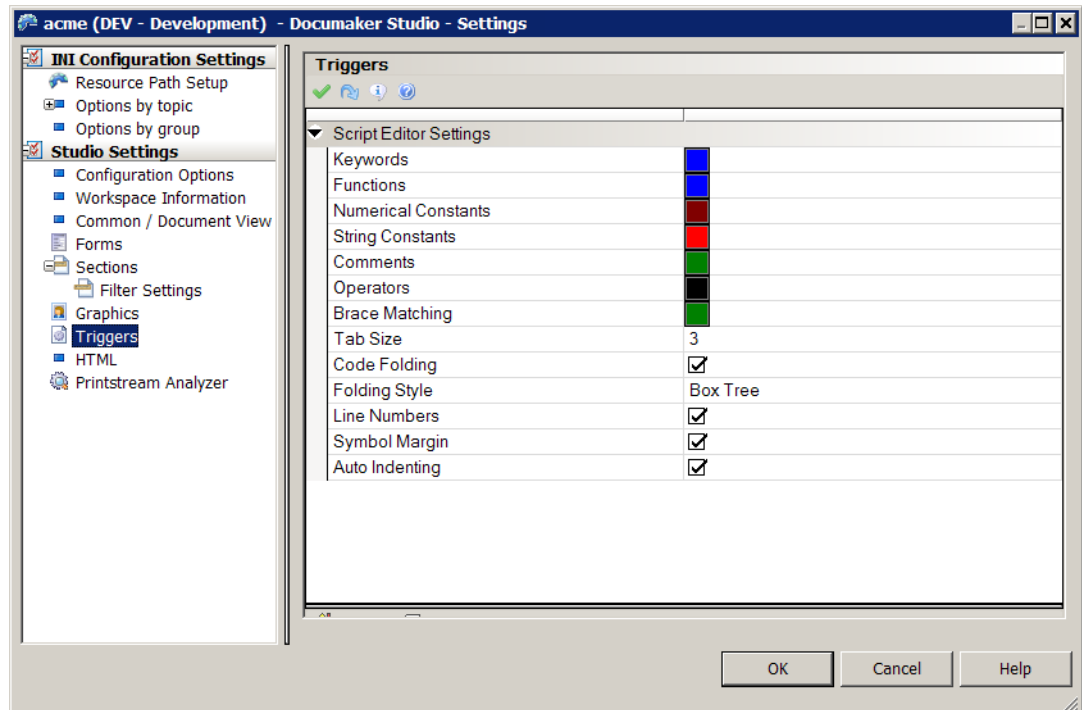 acme (DEV - Development) - Documaker Studio - Settings
INI Configuration Settings
Resource Path Setup
Options by topic
Options by group
Studio Settings
Configuration Options
Workspace Information
Common / Document View
Forms
Sections
Filter Settings
Graphics
Triggers
HTML
Printstream Analyzer
Triggers
Script Editor Settings
Keywords
Functions
Numerical Constants
String Constants
Comments
Operators
Brace Matching
Tab Size 3
Code Folding
Folding Style Box Tree
Line Numbers
Symbol Margin
Auto Indenting
OK Cancel Help